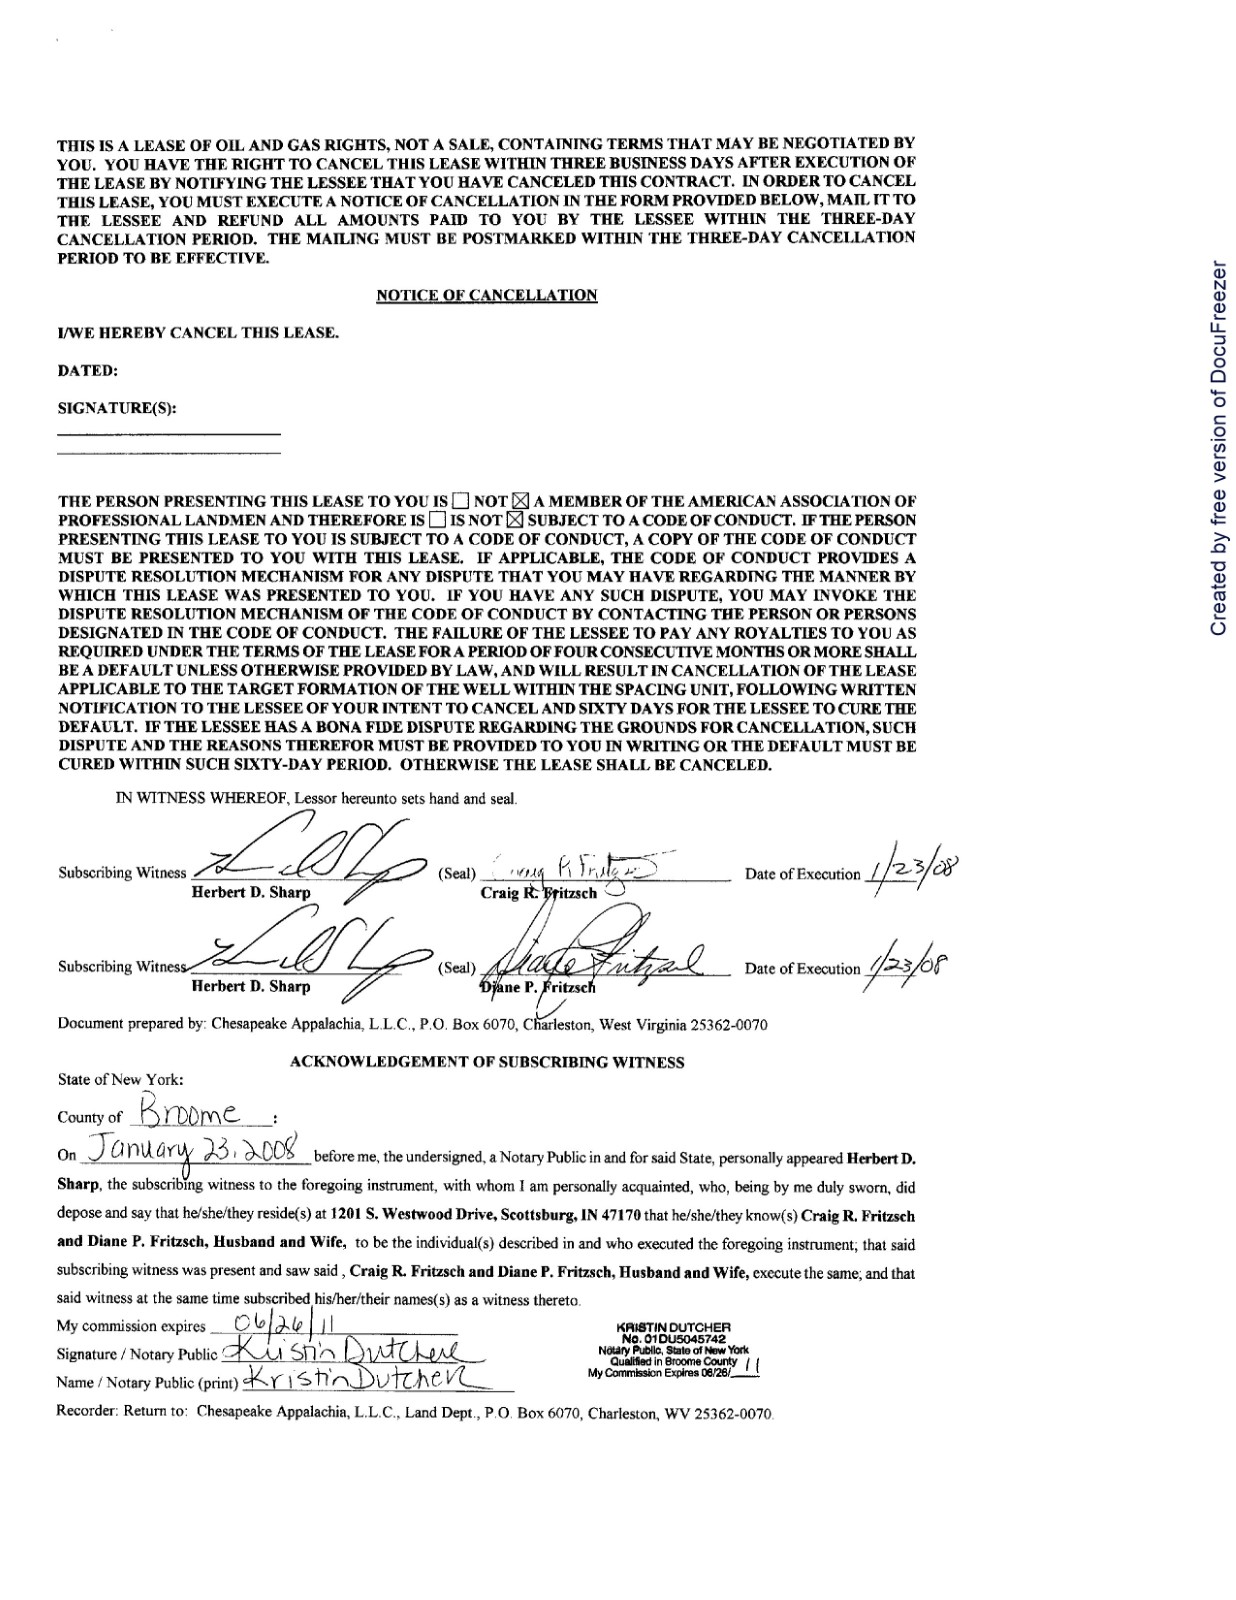 THIS IS A LEASE OF OIL AND GAS RIGHTS, NOT A SALE, CONTAINING TERMS THAT MAY BE NEGOTIATED BY
YOU. YOU HAVE THE RIGHT TO CANCEL THIS LEASE WITHIN THREE BUSINESS DAYS AFTER EXECUTION OF
THE LEASE BY NOTIFYING THE LESSEE THAT YOU HAVE CANCELED THIS CONTRACT. IN ORDER TO CANCEL
THIS LEASE, YOU MUST EXECUTE A NOTICE OF CANCELLATION IN THE FORM PROVIDED BELOW, MAIL IT TO
THE LESSEE AND REFUND ALL AMOUNTS PAID TO YOU BY THE LESSEE WITHIN THE THREE-DAY
CANCELLATION PERIOD. THE MAILING MUST BE POSTMARKED WITHIN THE THREE-DAY CANCELLATION
PERIOD TO BE EFFECTIVE.
NOTICE OF CANCELLATION
I/WE HEREBY CANCEL THIS LEASE.
DATED:
SIGNATURE(S):
THE PERSON PRESENTING THIS LEASE TO YOU IS ☐ NOT ☒ A MEMBER OF THE AMERICAN ASSOCIATION OF
PROFESSIONAL LANDMEN AND THEREFORE IS ☐ IS NOT ☒ SUBJECT TO A CODE OF CONDUCT. IF THE PERSON
PRESENTING THIS LEASE TO YOU IS SUBJECT TO A CODE OF CONDUCT, A COPY OF THE CODE OF CONDUCT
MUST BE PRESENTED TO YOU WITH THIS LEASE. IF APPLICABLE, THE CODE OF CONDUCT PROVIDES A
DISPUTE RESOLUTION MECHANISM FOR ANY DISPUTE THAT YOU MAY HAVE REGARDING THE MANNER BY
WHICH THIS LEASE WAS PRESENTED TO YOU. IF YOU HAVE ANY SUCH DISPUTE, YOU MAY INVOKE THE
DISPUTE RESOLUTION MECHANISM OF THE CODE OF CONDUCT BY CONTACTING THE PERSON OR PERSONS
DESIGNATED IN THE CODE OF CONDUCT. THE FAILURE OF THE LESSEE TO PAY ANY ROYALTIES TO YOU AS
REQUIRED UNDER THE TERMS OF THE LEASE FOR A PERIOD OF FOUR CONSECUTIVE MONTHS OR MORE SHALL
BE A DEFAULT UNLESS OTHERWISE PROVIDED BY LAW, AND WILL RESULT IN CANCELLATION OF THE LEASE
APPLICABLE TO THE TARGET FORMATION OF THE WELL WITHIN THE SPACING UNIT, FOLLOWING WRITTEN
NOTIFICATION TO THE LESSEE OF YOUR INTENT TO CANCEL AND SIXTY DAYS FOR THE LESSEE TO CURE THE
DEFAULT. IF THE LESSEE HAS A BONA FIDE DISPUTE REGARDING THE GROUNDS FOR CANCELLATION, SUCH
DISPUTE AND THE REASONS THEREFOR MUST BE PROVIDED TO YOU IN WRITING OR THE DEFAULT MUST BE
CURED WITHIN SUCH SIXTY-DAY PERIOD. OTHERWISE THE LEASE SHALL BE CANCELED.
IN WITNESS WHEREOF, Lessor hereunto sets hand and seal.
Subscribing Witness (Seal) Craig R Fritzsch Date of Execution 1/23/08
Herbert D. Sharp Craig R. Fritzsch
Subscribing Witness (Seal) Diane Fritzsch Date of Execution 1/23/08
Herbert D. Sharp Diane P. Fritzsch
Document prepared by: Chesapeake Appalachia, L.L.C., P.O. Box 6070, Charleston, West Virginia 25362-0070
ACKNOWLEDGEMENT OF SUBSCRIBING WITNESS
State of New York:
County of Broome :
On January 23, 2008 before me, the undersigned, a Notary Public in and for said State, personally appeared Herbert D.
Sharp, the subscribing witness to the foregoing instrument, with whom I am personally acquainted, who, being by me duly sworn, did
depose and say that he/she/they reside(s) at 1201 S. Westwood Drive, Scottsburg, IN 47170 that he/she/they know(s) Craig R. Fritzsch
and Diane P. Fritzsch, Husband and Wife, to be the individual(s) described in and who executed the foregoing instrument; that said
subscribing witness was present and saw said , Craig R. Fritzsch and Diane P. Fritzsch, Husband and Wife, execute the same; and that
said witness at the same time subscribed his/her/their names(s) as a witness thereto.
My commission expires 06/26/11
Signature / Notary Public Kristin Dutcher
Name / Notary Public (print) Kristin Dutcher
KRISTIN DUTCHER
No. 01DU5045742
Notary Public, State of New York
Qualified in Broome County
My Commission Expires 06/26/ 11
Recorder: Return to: Chesapeake Appalachia, L.L.C., Land Dept., P.O. Box 6070, Charleston, WV 25362-0070.
Created by free version of DocuFreezer